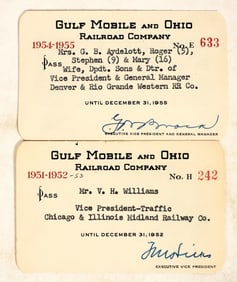 GULF MOBILE AND OHIO
RAILROAD COMPANY
1954-1955 No. E 633
Mrs. G. B. Aydelott, Roger (9),
PASS Stephen (9) & Mary (16)
Wife, Dpdt. Sons & Dtr. of
Vice President & General Manager
Denver & Rio Grande Western RR Co.
UNTIL DECEMBER 31, 1955
EXECUTIVE VICE PRESIDENT AND GENERAL MANAGER
GULF MOBILE AND OHIO
RAILROAD COMPANY
1951-1952-53 No. H 242
PASS Mr. V. H. Williams
Vice President-Traffic
Chicago & Illinois Midland Railway Co.
UNTIL DECEMBER 31, 1952
EXECUTIVE VICE PRESIDENT